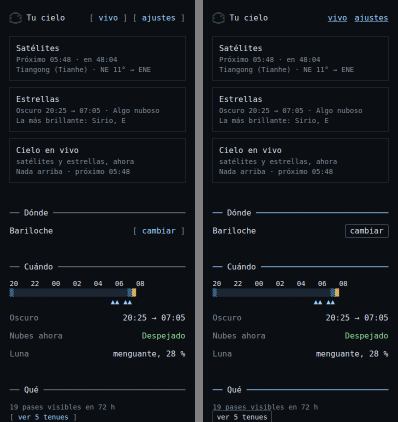 Tu cielo [ vivo ] [ ajustes ]
Satélites
Próximo 05:48 · en 48:04
Tiangong (Tianhe) · NE 11° → ENE
Estrellas
Oscuro 20:25 → 07:05 · Algo nuboso
La más brillante: Sirio, E
Cielo en vivo
satélites y estrellas, ahora
Nada arriba · próximo 05:48
Dónde
Bariloche [ cambiar ]
Cuándo
20 22 00 02 04 06 08
Oscuro 20:25 → 07:05
Nubes ahora Despejado
Luna menguante, 28 %
Qué
19 pases visibles en 72 h
[ ver 5 tenues ]
Tu cielo vivo ajustes
Satélites
Próximo 05:48 · en 48:04
Tiangong (Tianhe) · NE 11° → ENE
Estrellas
Oscuro 20:25 → 07:05 · Algo nuboso
La más brillante: Sirio, E
Cielo en vivo
satélites y estrellas, ahora
Nada arriba · próximo 05:48
Dónde
Bariloche cambiar
Cuándo
20 22 00 02 04 06 08
Oscuro 20:25 → 07:05
Nubes ahora Despejado
Luna menguante, 28 %
Qué
19 pases visibles en 72 h
ver 5 tenues